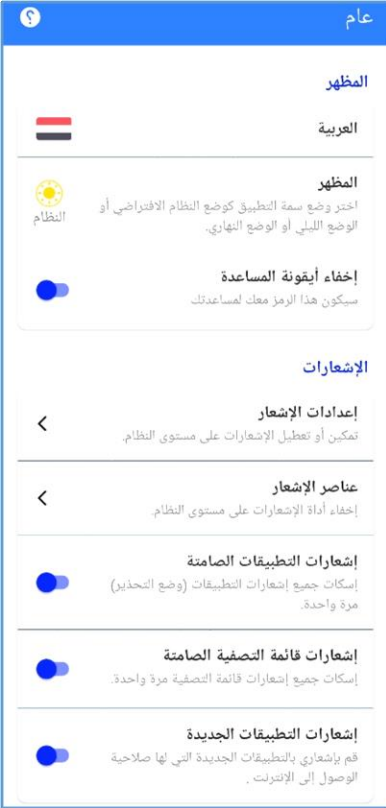 عام
؟
المظهر
العربية
المظهر
اختر وضع سمة التطبيق كوضع النظام الافتراضي أو
الوضع الليلي أو الوضع النهاري.
النظام
إخفاء أيقونة المساعدة
سيكون هذا الرمز معك لمساعدتك
الإشعارات
إعدادات الإشعار
تمكين أو تعطيل الإشعارات على مستوى النظام.
عناصر الإشعار
إخفاء أداة الإشعارات على مستوى النظام.
إشعارات التطبيقات الصامتة
إسكات جميع إشعارات التطبيقات (وضع التحذير)
مرة واحدة.
إشعارات قائمة التصفية الصامتة
إسكات جميع إشعارات قائمة التصفية مرة واحدة.
إشعارات التطبيقات الجديدة
قم بإشعاري بالتطبيقات الجديدة التي لها صلاحية
الوصول إلى الإنترنت .